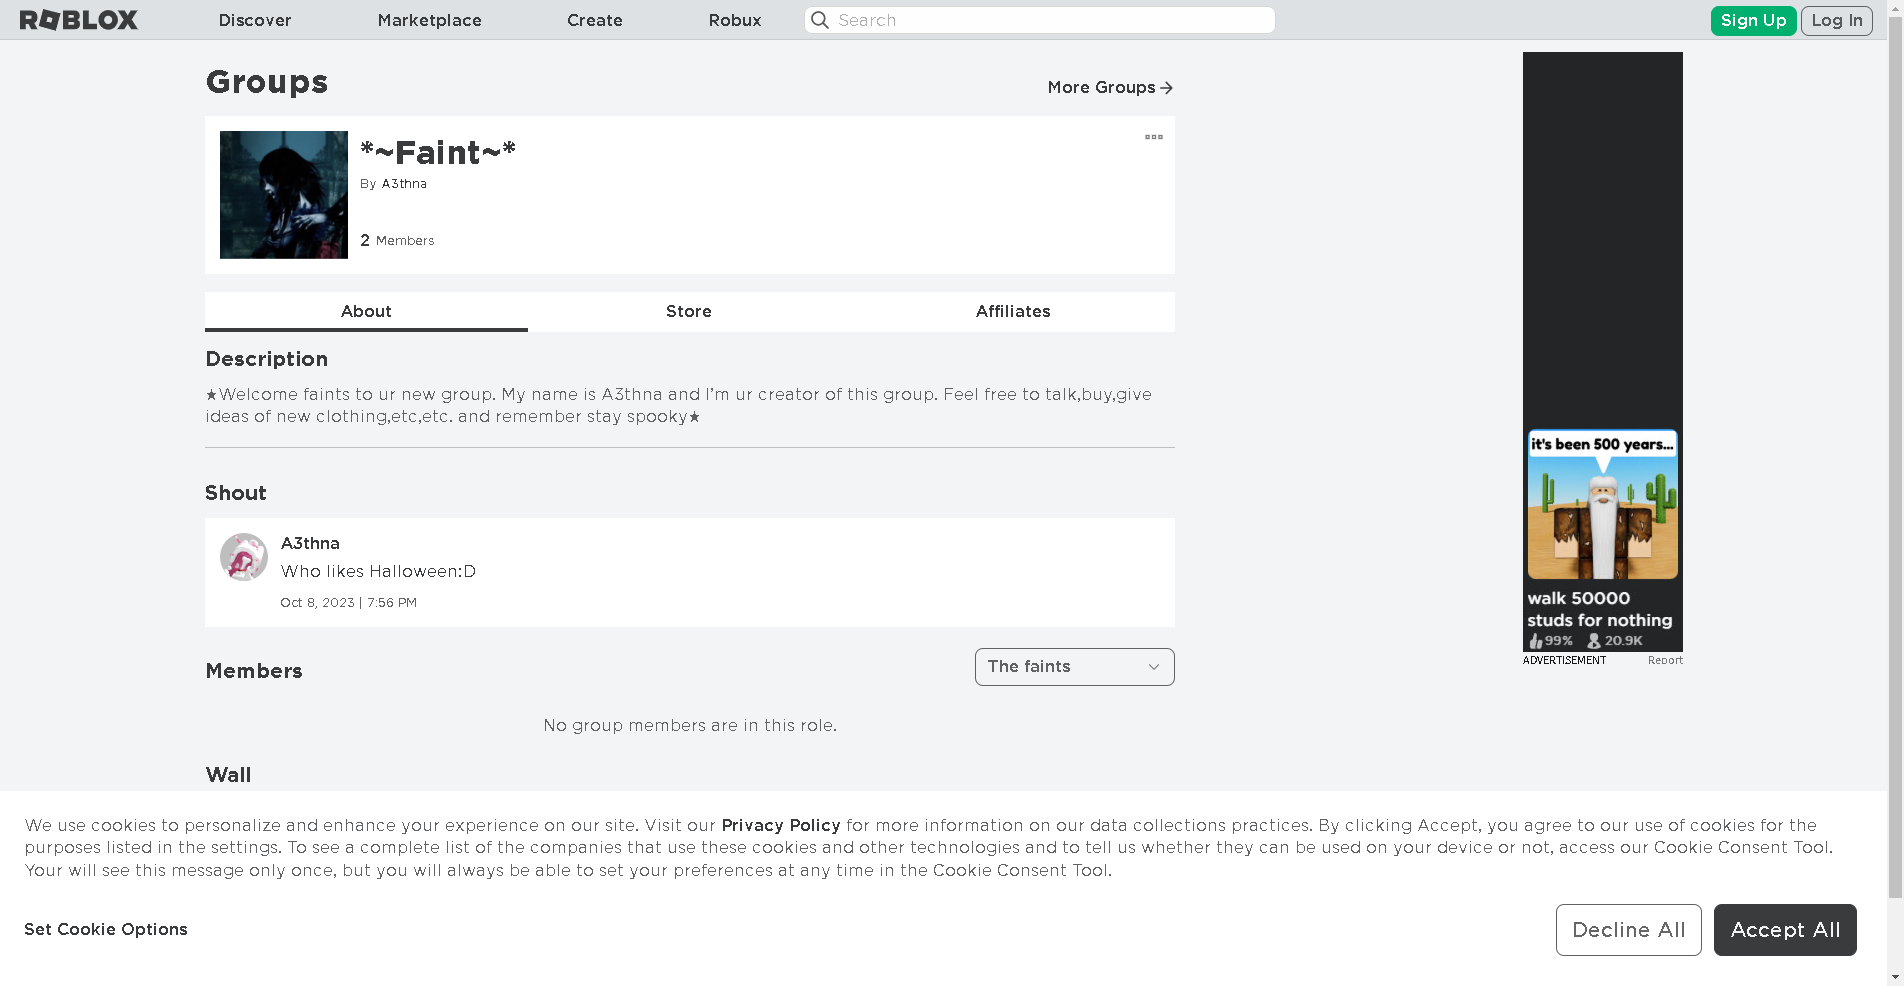 ROBLOX
Discover
Marketplace
Create
Robux
Search
Sign Up
Log In
Groups
More Groups
*~Faint~*
By A3thna
2 Members
About
Store
Affiliates
Description
★Welcome faints to ur new group. My name is A3thna and I'm ur creator of this group. Feel free to talk,buy,give
ideas of new clothing,etc,etc. and remember stay spooky★
Shout
A3thna
Who likes Halloween:D
Oct 8, 2023 | 7:56 PM
Members
The faints
No group members are in this role.
Wall
it's been 500 years...
walk 50000
studs for nothing
99% 20.9K
ADVERTISEMENT
Report
We use cookies to personalize and enhance your experience on our site. Visit our Privacy Policy for more information on our data collections practices. By clicking Accept, you agree to our use of cookies for the
purposes listed in the settings. To see a complete list of the companies that use these cookies and other technologies and to tell us whether they can be used on your device or not, access our Cookie Consent Tool.
Your will see this message only once, but you will always be able to set your preferences at any time in the Cookie Consent Tool.
Set Cookie Options
Decline All
Accept All